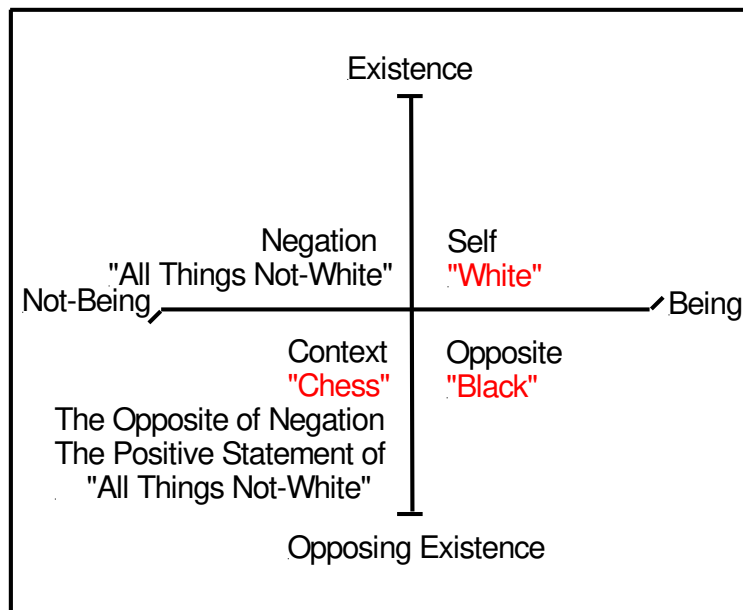 Existence
Negation
"All Things Not-White"
Self
"White"
Not-Being
Being
Context
"Chess"
Opposite
"Black"
The Opposite of Negation
The Positive Statement of
"All Things Not-White"
Opposing Existence